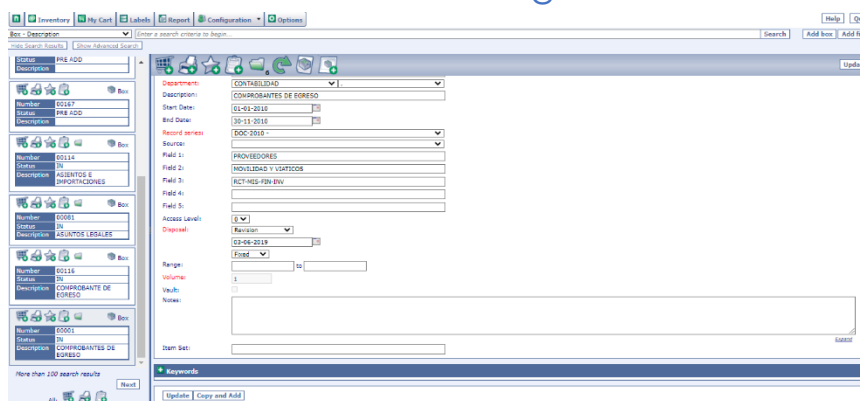 Inventory My Cart Labels Report Configuration Options Help
Box - Description Enter a search criteria to begin... Search Add box
Hide Search Results Show Advanced Search
Status PRE ADD
Description
Box
Number 00167
Status PRE ADD
Description
Box
Number 00114
Status IN
Description ASIENTOS E IMPORTACIONES
Box
Number 00081
Status IN
Description ASUNTOS LEGALES
Box
Number 00116
Status IN
Description COMPROBANTE DE EGRESO
Box
Number 00001
Status IN
Description COMPROBANTES DE EGRESO
More than 100 search results
Next
All:
Department: CONTABILIDAD .
Description: COMPROBANTES DE EGRESO
Start Date: 01-01-2010
End Date: 30-11-2010
Record series: DOC-2010 -
Source:
Field 1: PROVEEDORES
Field 2: MOVILIDAD Y VIATICOS
Field 3: RCT-MIS-FIN-INV
Field 4:
Field 5:
Access Level: 0
Disposal: Revision
03-06-2019
Fixed
Range: to
Volume: 1
Vault:
Notes:
Expand
Item Set:
Keywords
Update Copy and Add